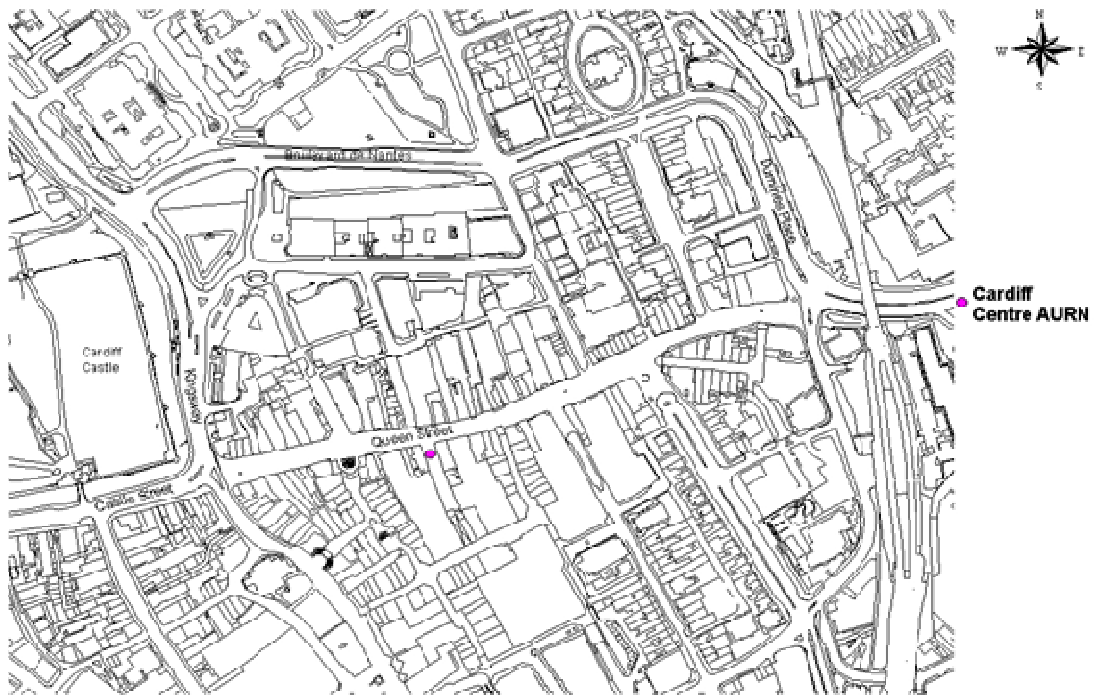 N
W E
S
Boulevard de Nantes
Dumfries Place
Cardiff
Centre AURN
Cardiff
Castle
Kingsway
Queen Street
Castle Street